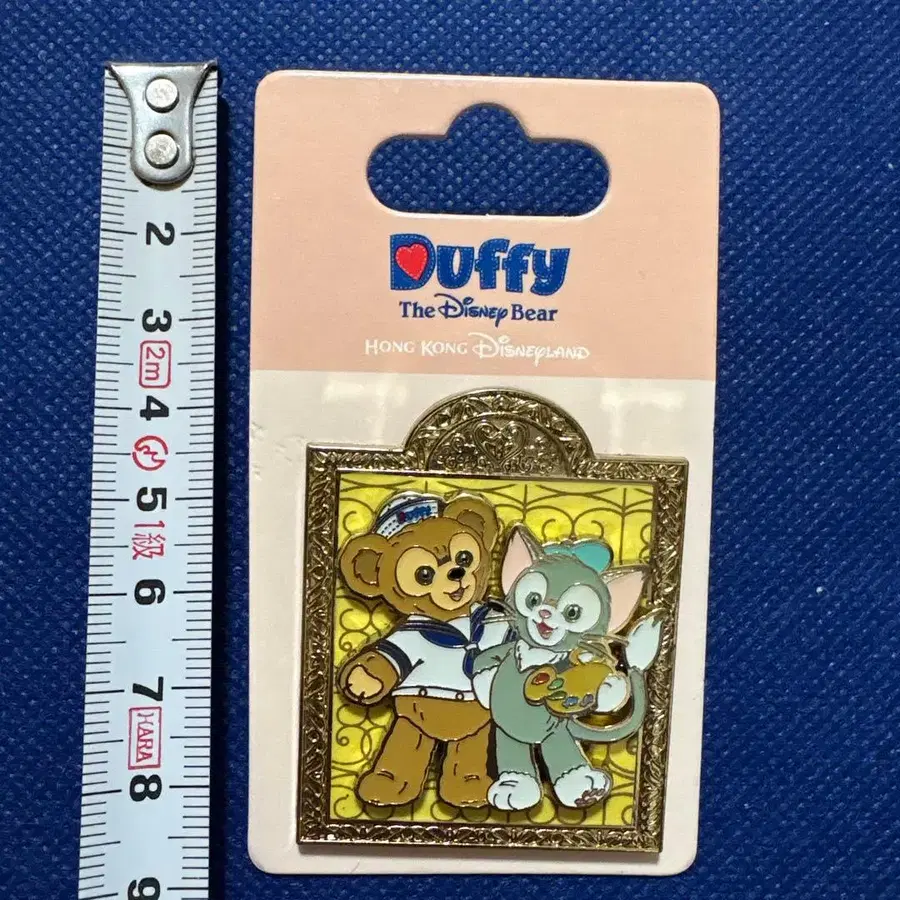 Duffy
The Disney Bear
HONG KONG DISNEYLAND
Duffy
2
3
2m
4
5
1級
6
7
HARA
8
9